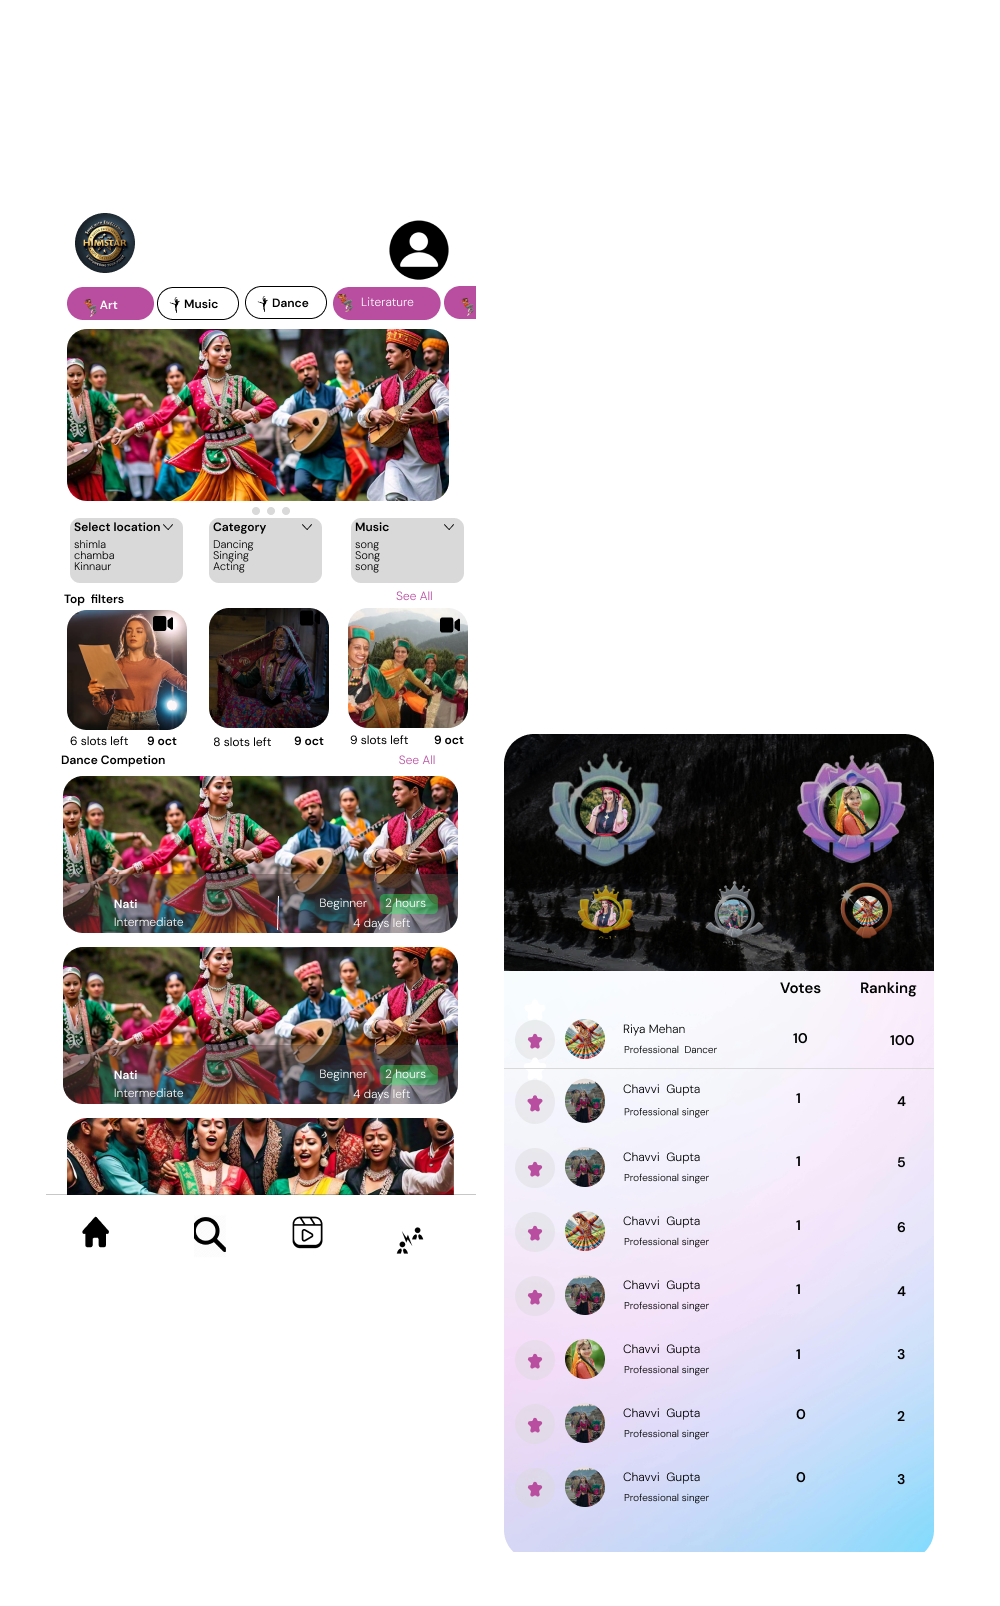 HIMSTAR
Art
Music
Dance
Literature
Select location
shimla
chamba
Kinnaur
Category
Dancing
Singing
Acting
Music
song
Song
song
Top filters
See All
6 slots left 9 oct
8 slots left 9 oct
9 slots left 9 oct
Dance Competion
See All
Nati
Intermediate
Beginner 2 hours
4 days left
Nati
Intermediate
Beginner 2 hours
4 days left
Votes Ranking
Riya Mehan
Professional Dancer
10 100
Chavvi Gupta
Professional singer
1 4
Chavvi Gupta
Professional singer
1 5
Chavvi Gupta
Professional singer
1 6
Chavvi Gupta
Professional singer
1 4
Chavvi Gupta
Professional singer
1 3
Chavvi Gupta
Professional singer
0 2
Chavvi Gupta
Professional singer
0 3